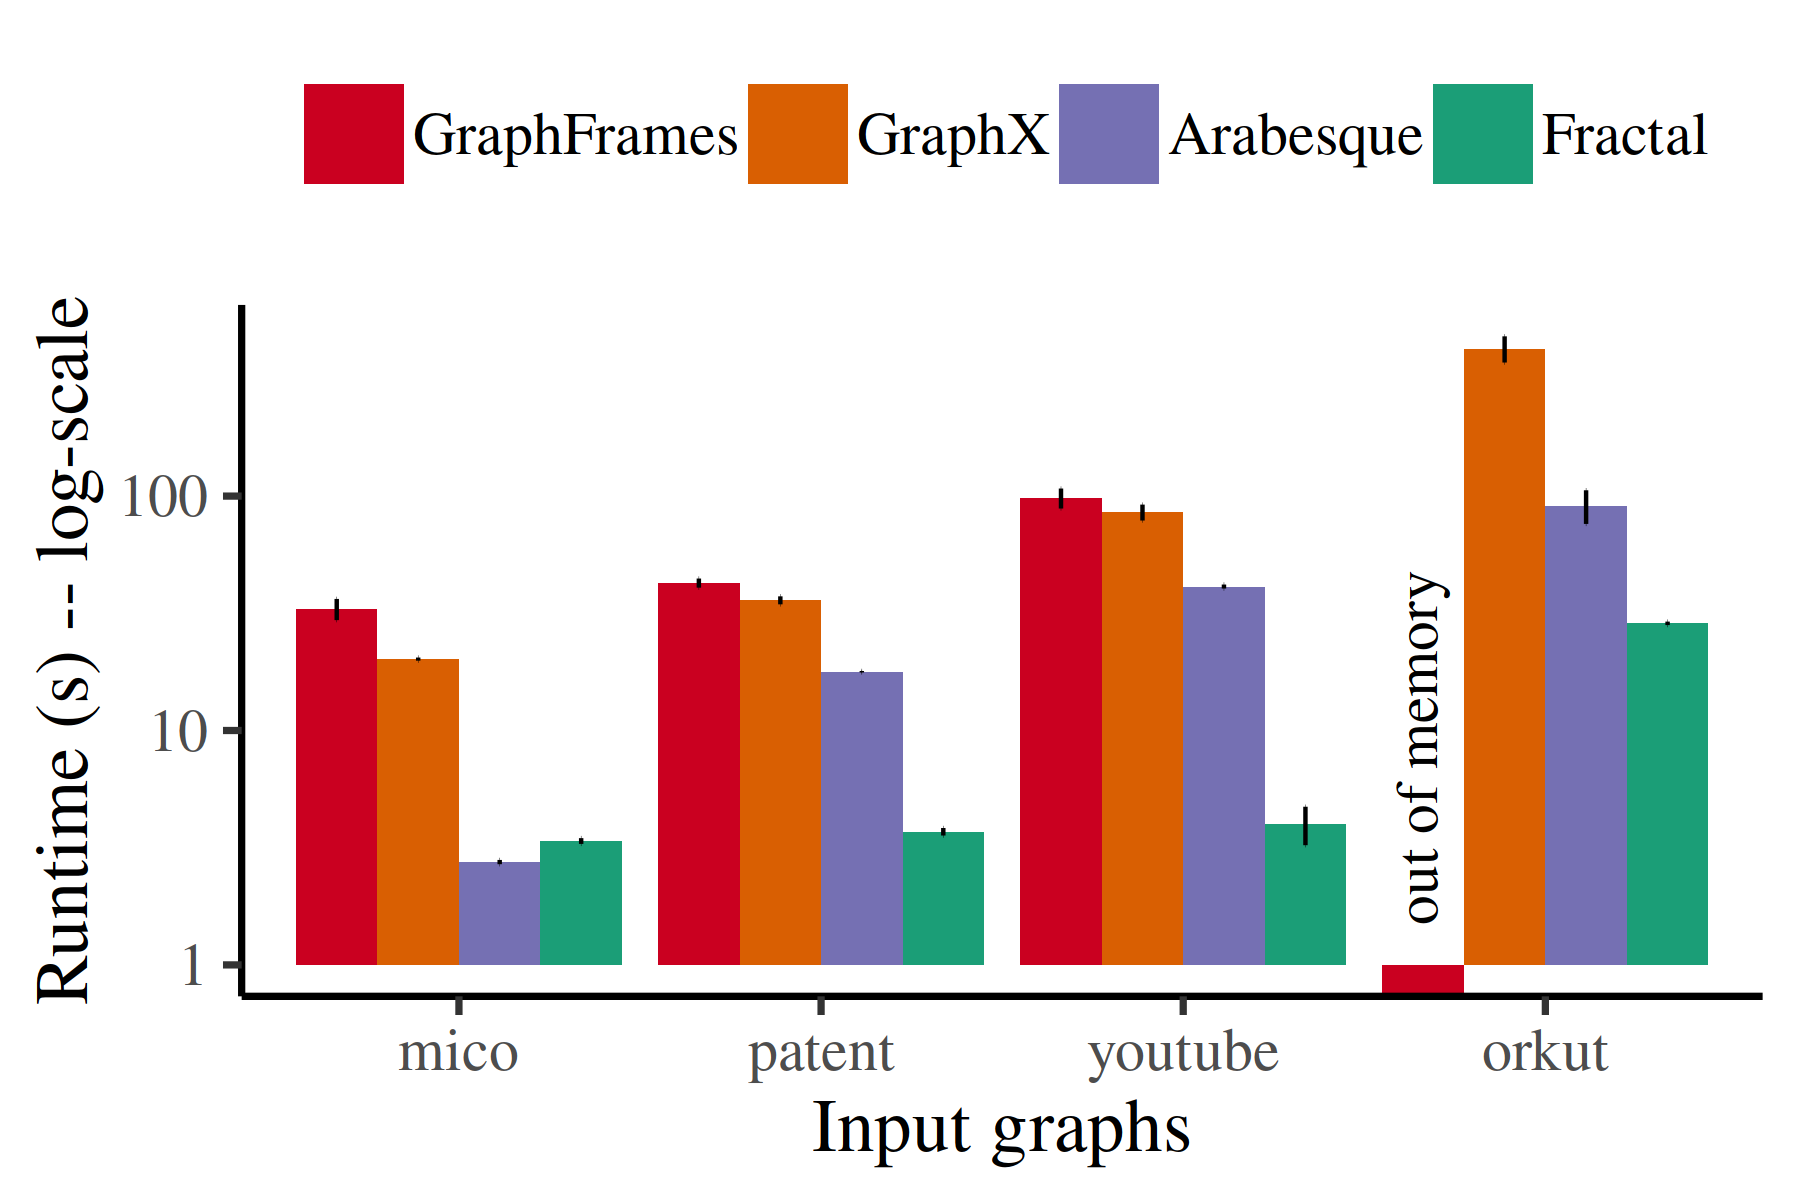 GraphFrames GraphX Arabesque Fractal
Runtime (s) -- log-scale
100
10
1
out of memory
mico patent youtube orkut
Input graphs